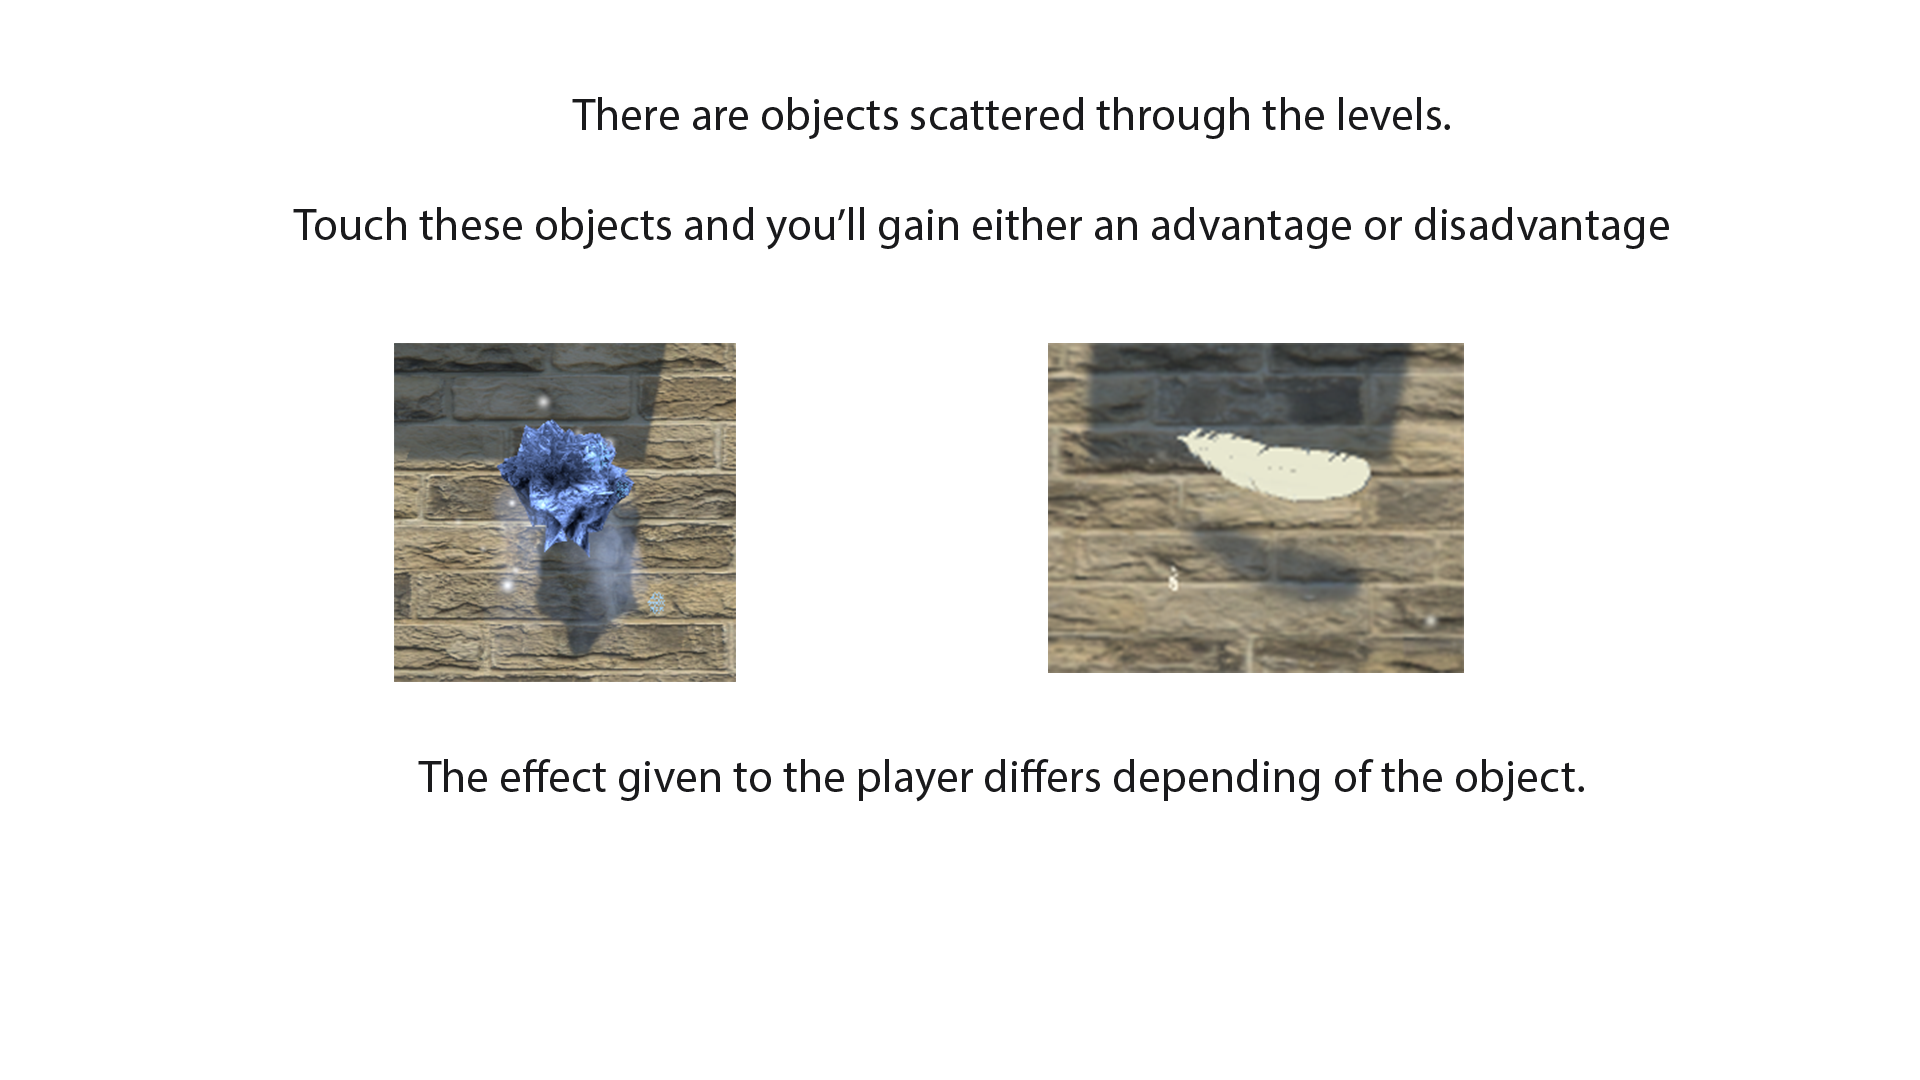 There are objects scattered through the levels.
Touch these objects and you’ll gain either an advantage or disadvantage
The effect given to the player differs depending of the object.